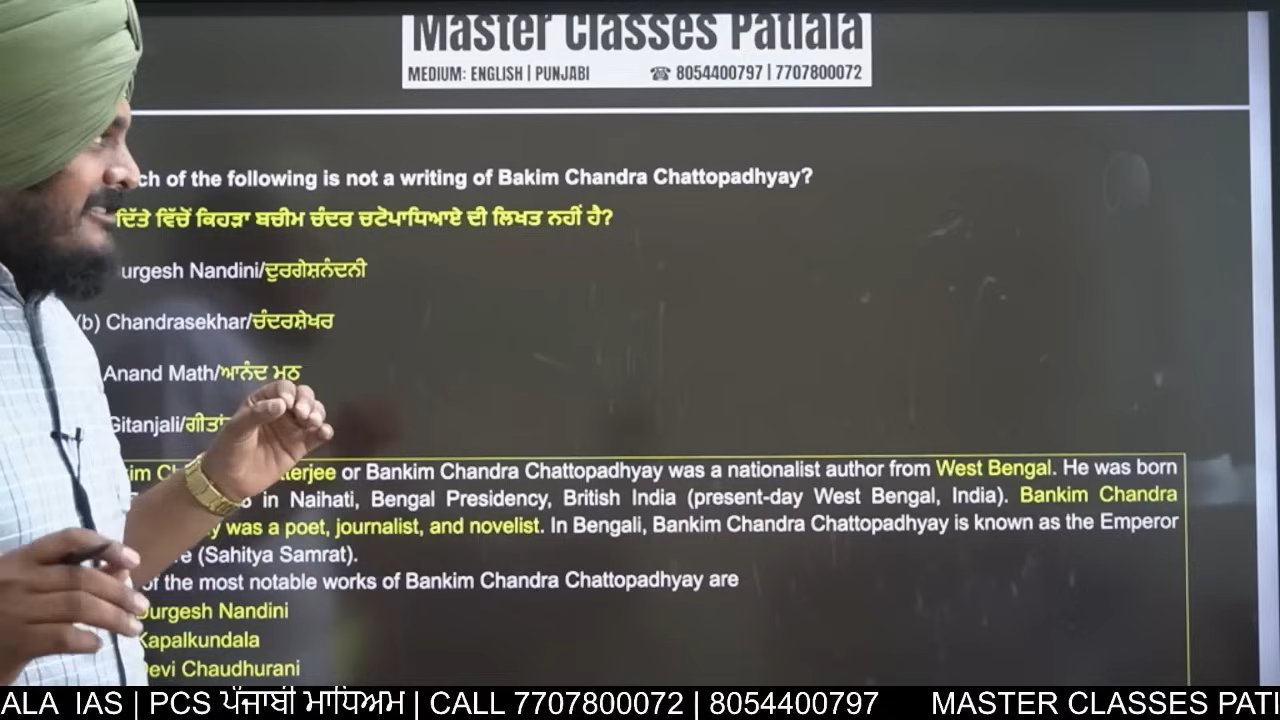 Master Classes Patiala
MEDIUM: ENGLISH | PUNJABI ☎ 8054400797 | 7707800072
of the following is not a writing of Bakim Chandra Chattopadhyay?
ਦਿੱਤੇ ਵਿੱਚੋਂ ਕਿਹੜਾ ਬਚੀਮ ਚੰਦਰ ਚਟੋਪਾਧਿਆਏ ਦੀ ਲਿਖਤ ਨਹੀਂ ਹੈ?
urgesh Nandini/ਦੁਰਗੇਸ਼ਨੰਦਨੀ
(b) Chandrasekhar/ਚੰਦਰਸ਼ੇਖਰ
Anand Math/ਆਨੰਦ ਮਠ
Gitanjali/
or Bankim Chandra Chattopadhyay was a nationalist author from West Bengal. He was born
in Naihati, Bengal Presidency, British India (present-day West Bengal, India). Bankim Chandra
was a poet, journalist, and novelist. In Bengali, Bankim Chandra Chattopadhyay is known as the Emperor
(Sahitya Samrat).
of the most notable works of Bankim Chandra Chattopadhyay are
Durgesh Nandini
Kapalkundala
Devi Chaudhurani
ALA IAS | PCS ਪੰਜਾਬੀ ਮਾਧਿਅਮ | CALL 7707800072 | 8054400797 MASTER CLASSES PATI